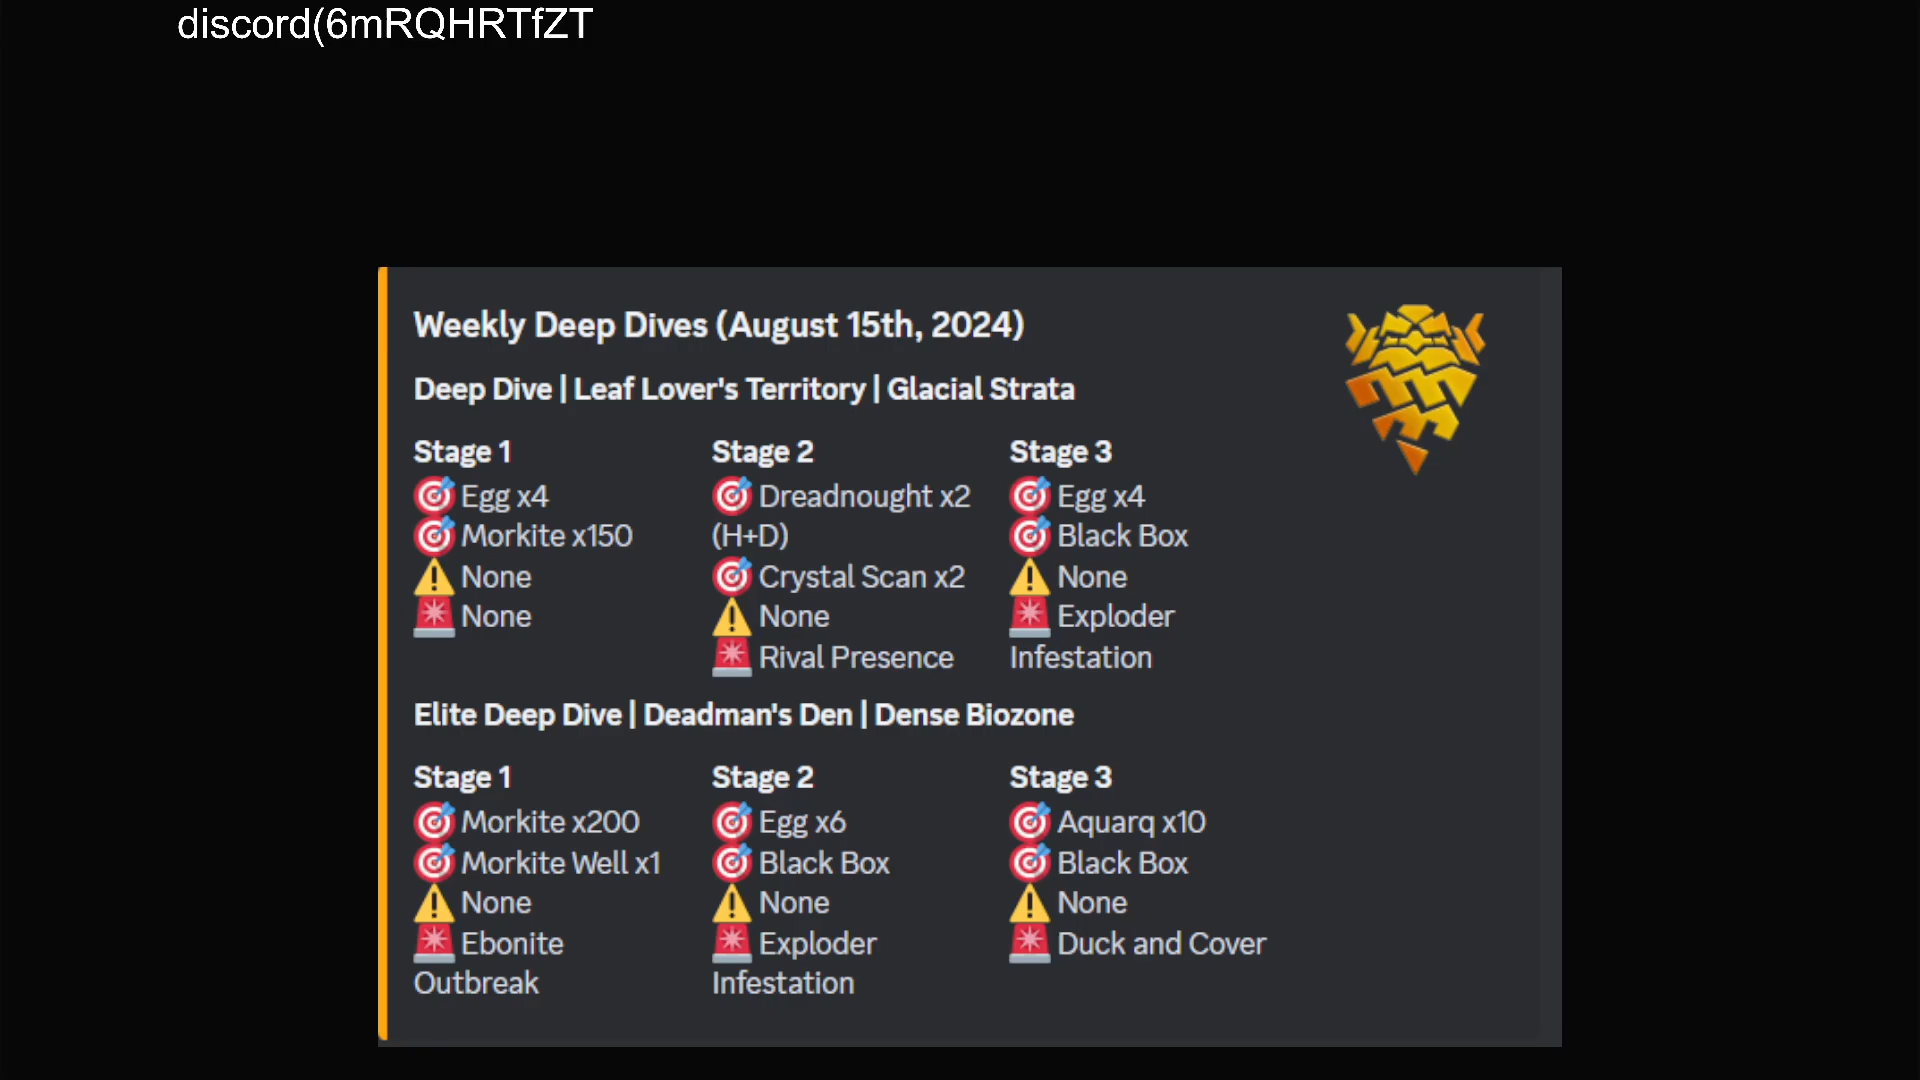 discord(6mRQHRTfZT
Weekly Deep Dives (August 15th, 2024)
Deep Dive | Leaf Lover's Territory | Glacial Strata
Stage 1
Egg x4
Morkite x150
None
None
Stage 2
Dreadnought x2
(H+D)
Crystal Scan x2
None
Rival Presence
Stage 3
Egg x4
Black Box
None
Exploder
Infestation
Elite Deep Dive | Deadman's Den | Dense Biozone
Stage 1
Morkite x200
Morkite Well x1
None
Ebonite
Outbreak
Stage 2
Egg x6
Black Box
None
Exploder
Infestation
Stage 3
Aquarq x10
Black Box
None
Duck and Cover